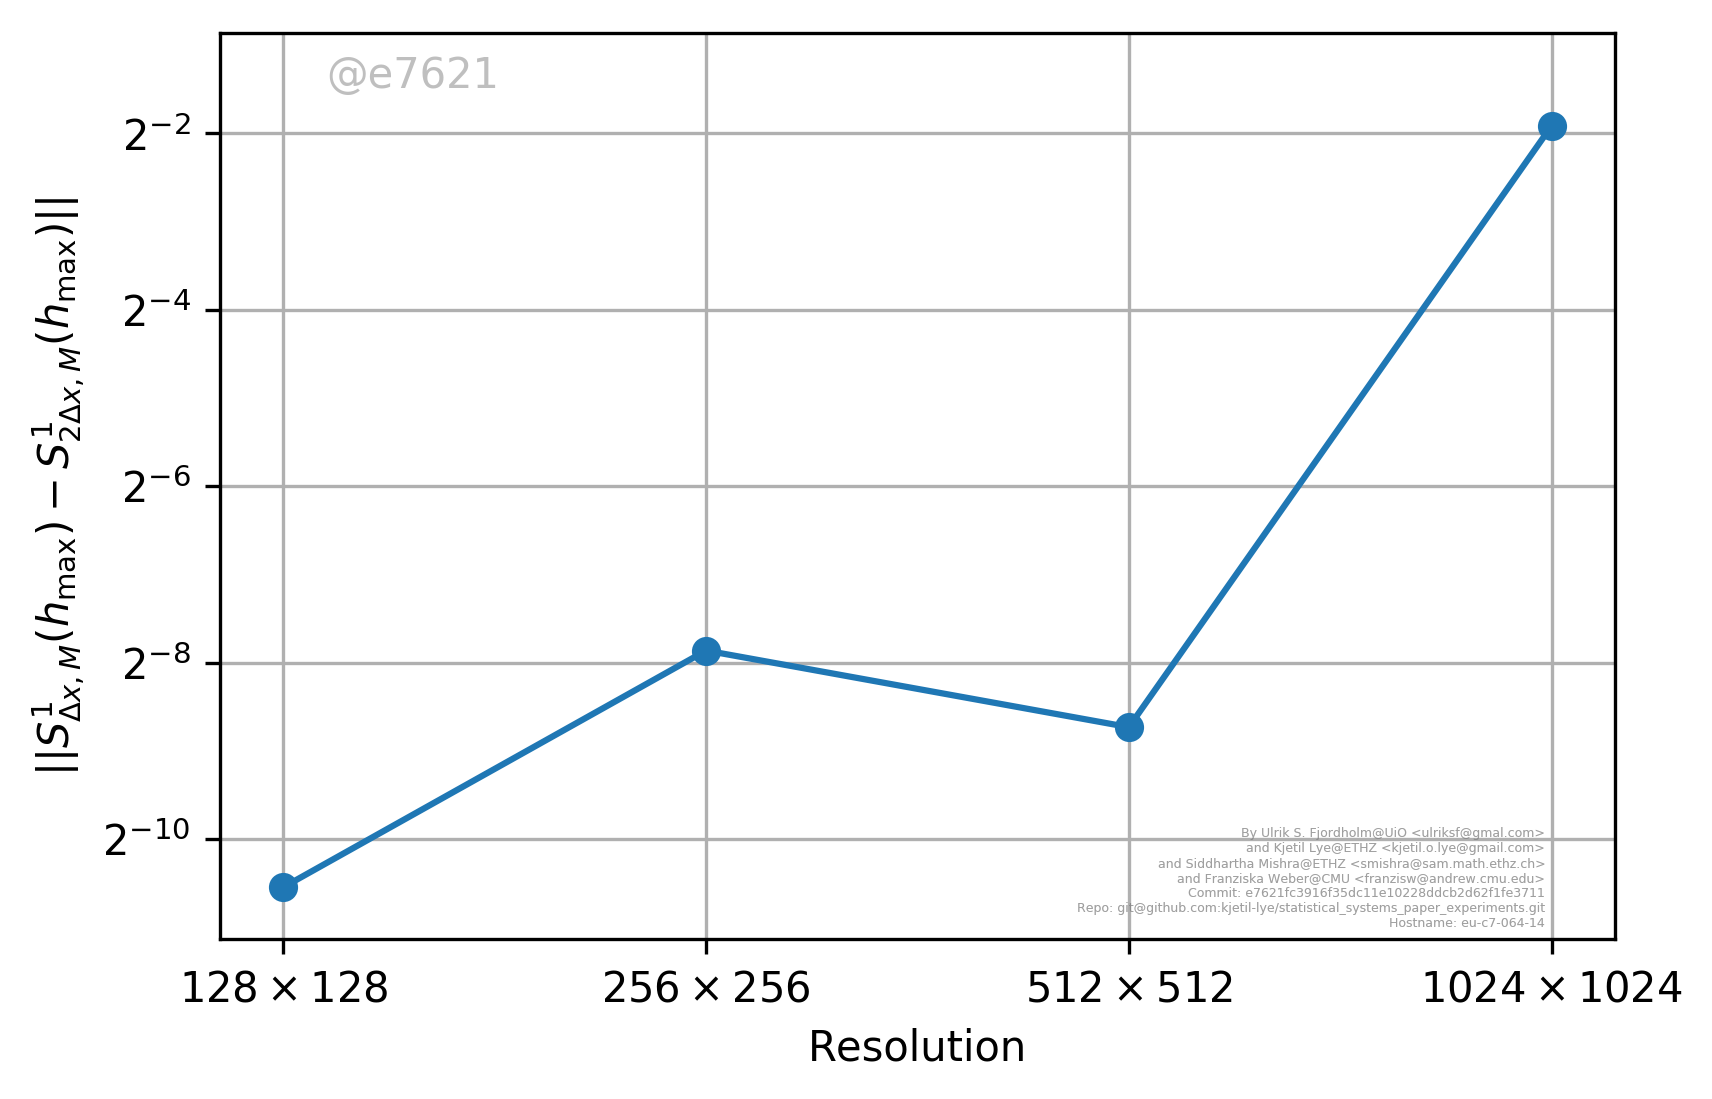 @e7621
2⁻²
2⁻⁴
2⁻⁶
2⁻⁸
2⁻¹⁰
||S¹_{Δx,M}(h_max) − S¹_{2Δx,M}(h_max)||
By Ulrik S. Fjordholm@UiO <ulriksf@gmal.com>
and Kjetil Lye@ETHZ <kjetil.o.lye@gmail.com>
and Siddhartha Mishra@ETHZ <smishra@sam.math.ethz.ch>
and Franziska Weber@CMU <franzisw@andrew.cmu.edu>
Commit: e7621fc3916f35dc11e10228ddcb2d62f1fe3711
Repo: git@github.com:kjetil-lye/statistical_systems_paper_experiments.git
Hostname: eu-c7-064-14
128 × 128 256 × 256 512 × 512 1024 × 1024
Resolution